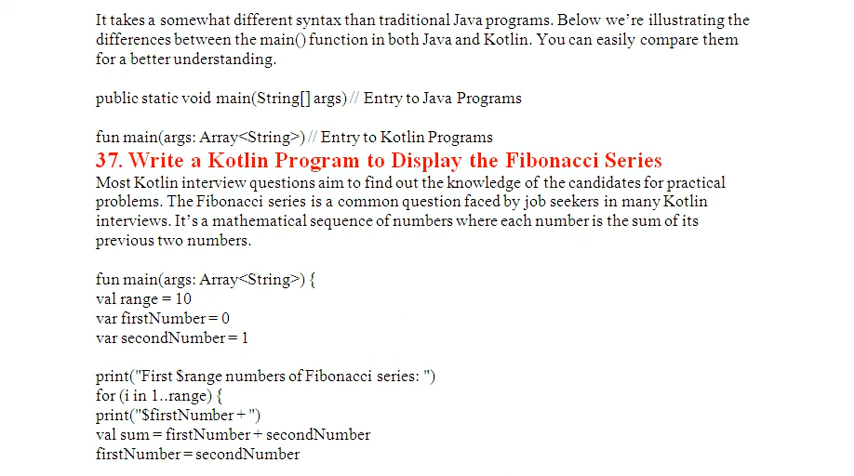 It takes a somewhat different syntax than traditional Java programs. Below we’re illustrating the
differences between the main() function in both Java and Kotlin. You can easily compare them
for a better understanding.
public static void main(String[] args) // Entry to Java Programs
fun main(args: Array<String>) // Entry to Kotlin Programs
37. Write a Kotlin Program to Display the Fibonacci Series
Most Kotlin interview questions aim to find out the knowledge of the candidates for practical
problems. The Fibonacci series is a common question faced by job seekers in many Kotlin
interviews. It’s a mathematical sequence of numbers where each number is the sum of its
previous two numbers.
fun main(args: Array<String>) {
val range = 10
var firstNumber = 0
var secondNumber = 1
print("First $range numbers of Fibonacci series: ")
for (i in 1..range) {
print("$firstNumber + ")
val sum = firstNumber + secondNumber
firstNumber = secondNumber